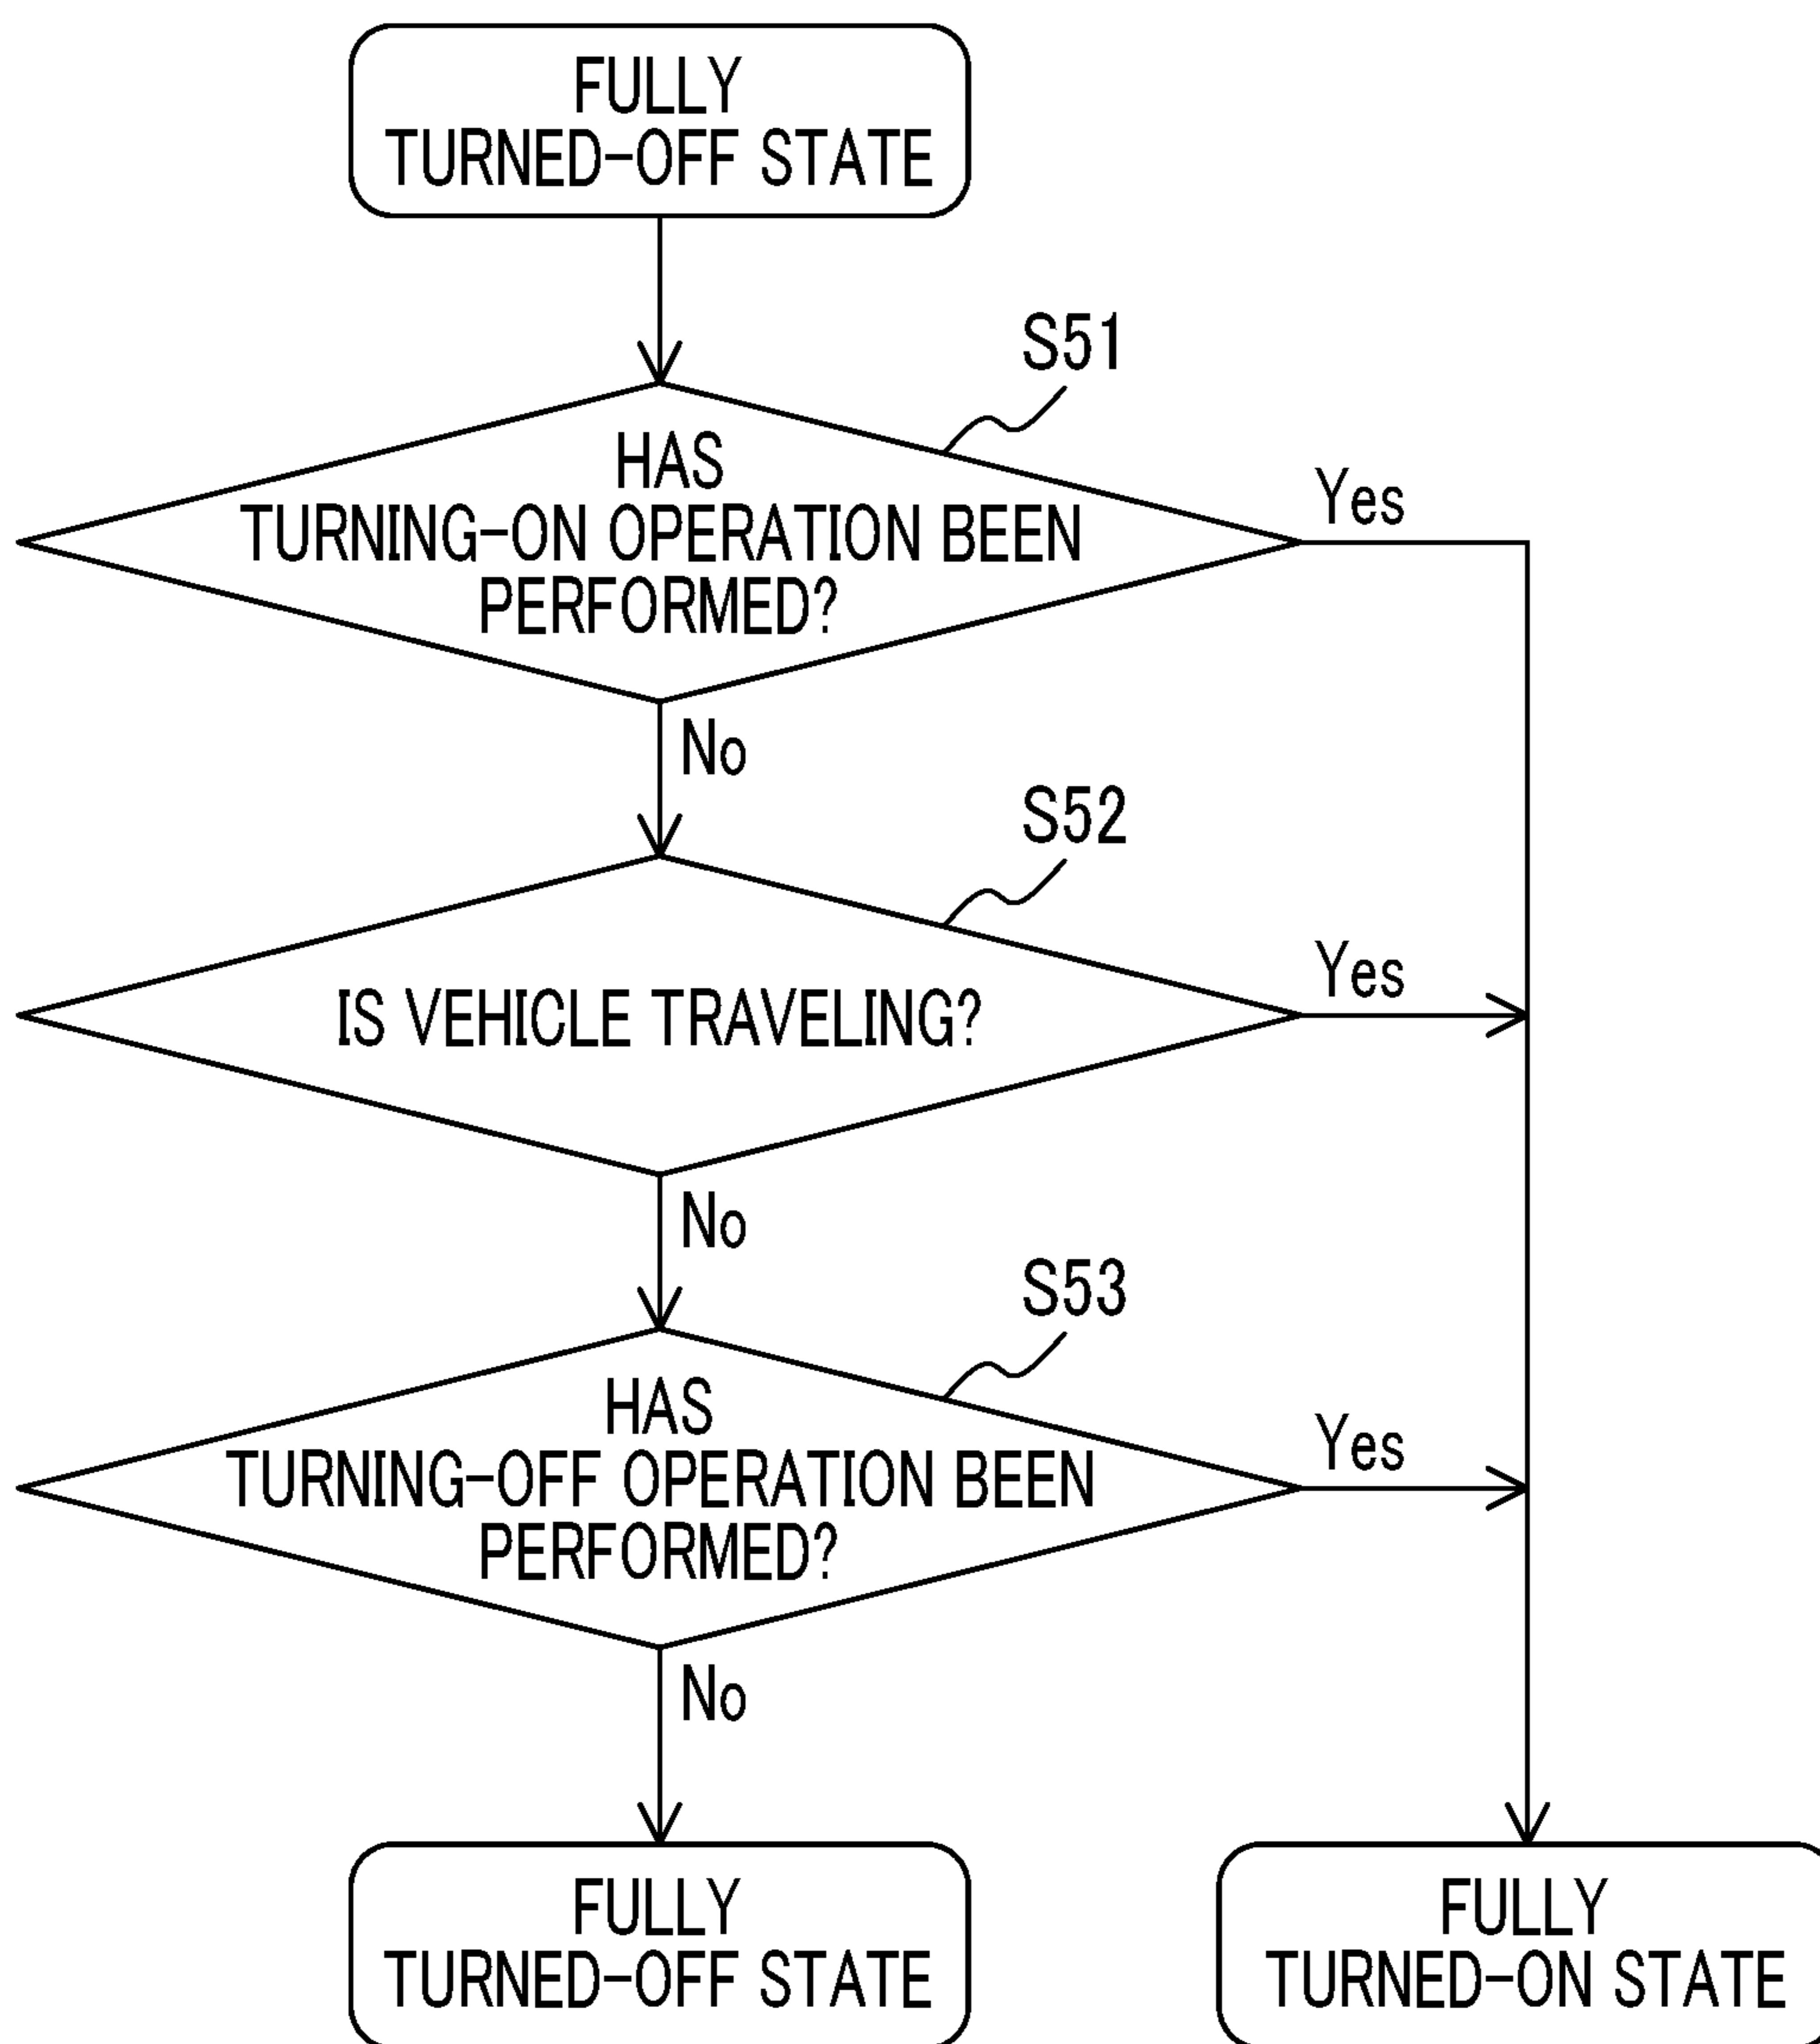 FULLY
TURNED-OFF STATE
S51
HAS
TURNING-ON OPERATION BEEN
PERFORMED?
Yes
No
S52
IS VEHICLE TRAVELING?
Yes
No
S53
HAS
TURNING-OFF OPERATION BEEN
PERFORMED?
Yes
No
FULLY
TURNED-OFF STATE
FULLY
TURNED-ON STATE